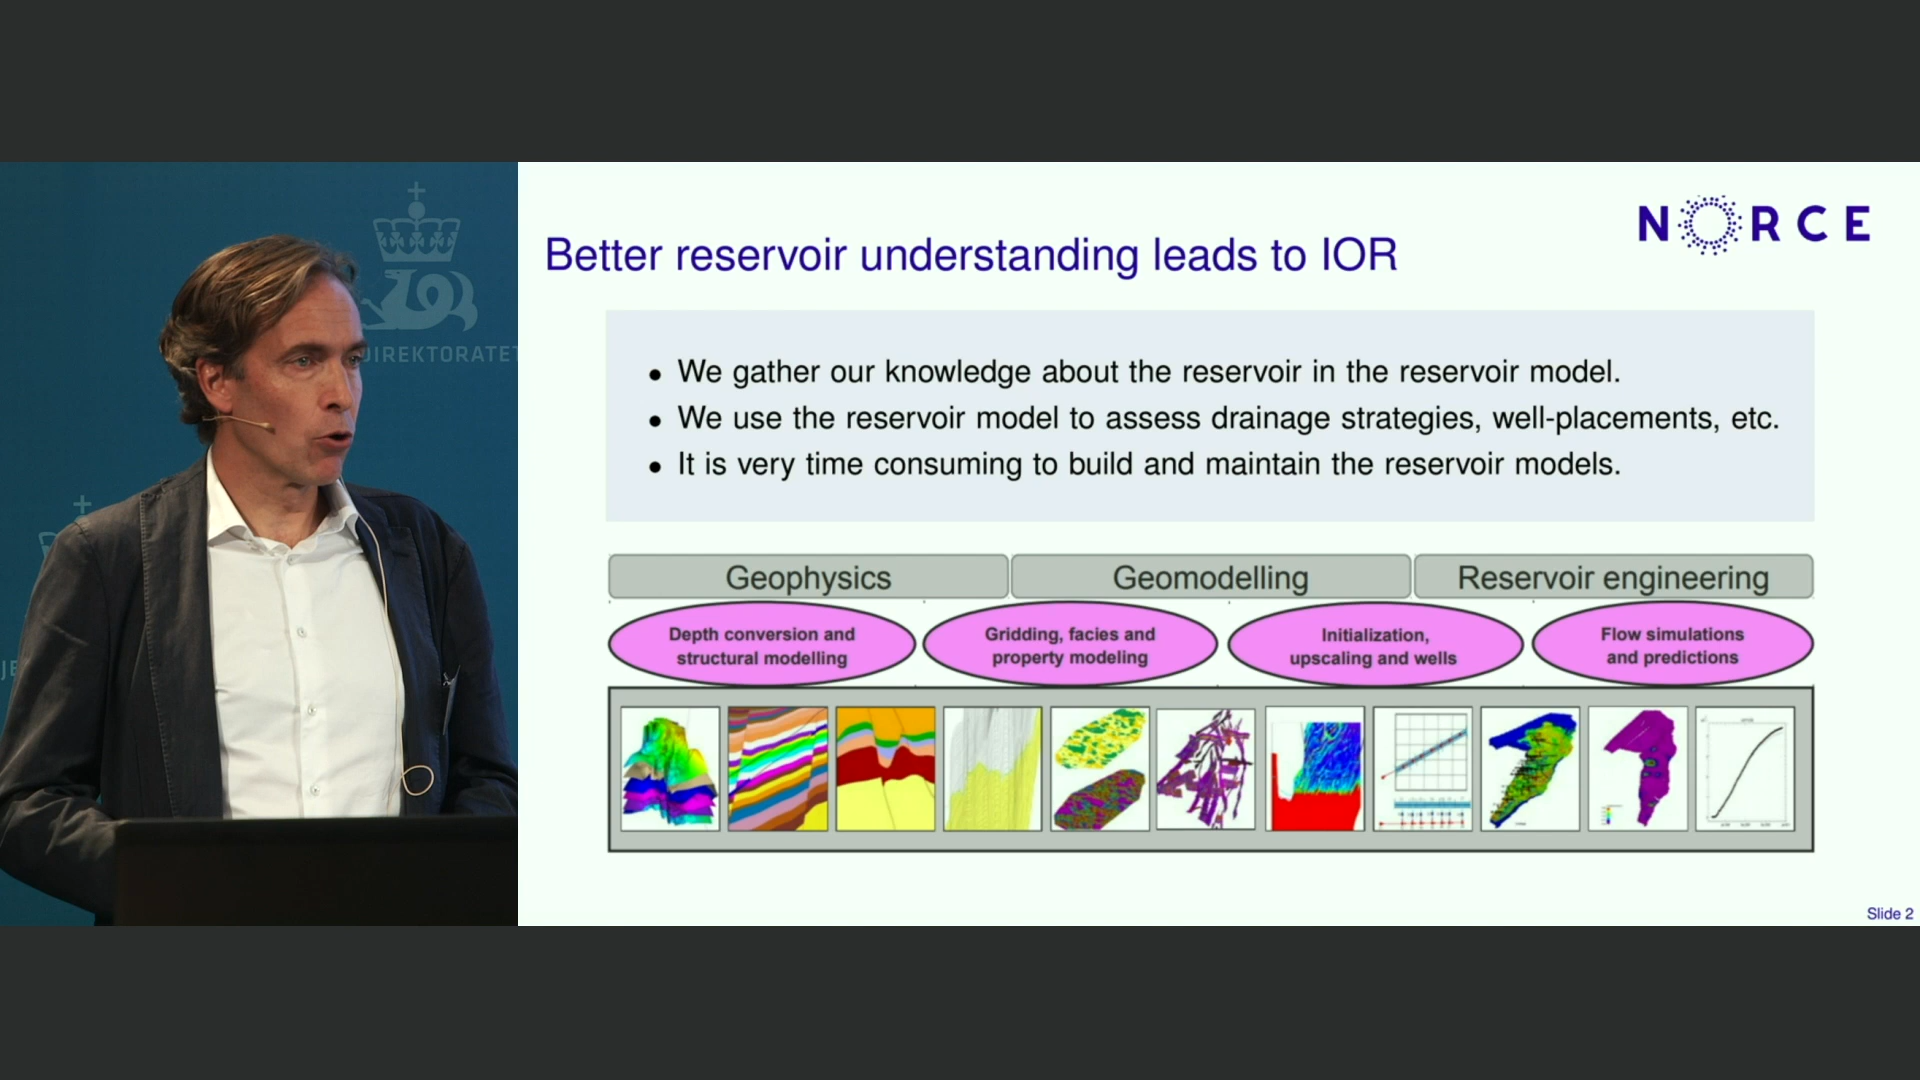 JIREKTORATET
NORCE
Better reservoir understanding leads to IOR
• We gather our knowledge about the reservoir in the reservoir model.
• We use the reservoir model to assess drainage strategies, well-placements, etc.
• It is very time consuming to build and maintain the reservoir models.
Geophysics
Geomodelling
Reservoir engineering
Depth conversion and
structural modelling
Gridding, facies and
property modeling
Initialization,
upscaling and wells
Flow simulations
and predictions
Slide 2